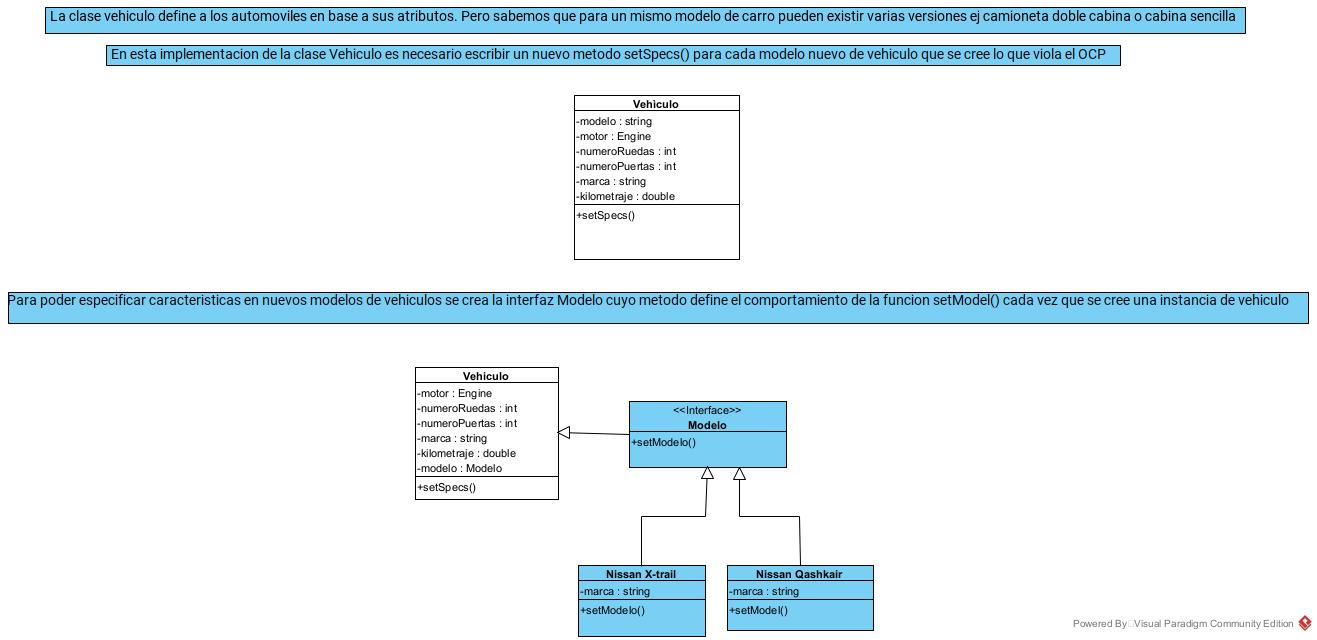 La clase vehiculo define a los automoviles en base a sus atributos. Pero sabemos que para un mismo modelo de carro pueden existir varias versiones ej camioneta doble cabina o cabina sencilla
En esta implementacion de la clase Vehiculo es necesario escribir un nuevo metodo setSpecs() para cada modelo nuevo de vehiculo que se cree lo que viola el OCP
Vehiculo
-modelo : string
-motor : Engine
-numeroRuedas : int
-numeroPuertas : int
-marca : string
-kilometraje : double
+setSpecs()
Para poder especificar caracteristicas en nuevos modelos de vehiculos se crea la interfaz Modelo cuyo metodo define el comportamiento de la funcion setModel() cada vez que se cree una instancia de vehiculo
Vehiculo
-motor : Engine
-numeroRuedas : int
-numeroPuertas : int
-marca : string
-kilometraje : double
-modelo : Modelo
+setSpecs()
<<Interface>>
Modelo
+setModelo()
Nissan X-trail
-marca : string
+setModelo()
Nissan Qashkair
-marca : string
+setModel()
Powered By Visual Paradigm Community Edition